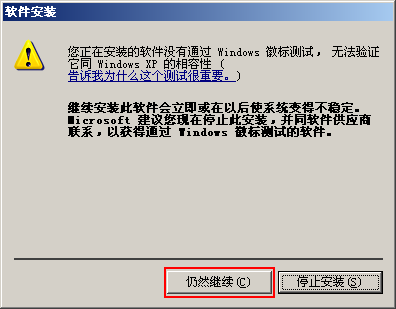 软件安装
您正在安装的软件没有通过 Windows 徽标测试， 无法验证
它同 Windows XP 的相容性（
告诉我为什么这个测试很重要。）
继续安装此软件会立即或在以后使系统变得不稳定。
Microsoft 建议您现在停止此安装，并同软件供应商
联系，以获得通过 Windows 徽标测试的软件。
仍然继续(C)
停止安装(S)